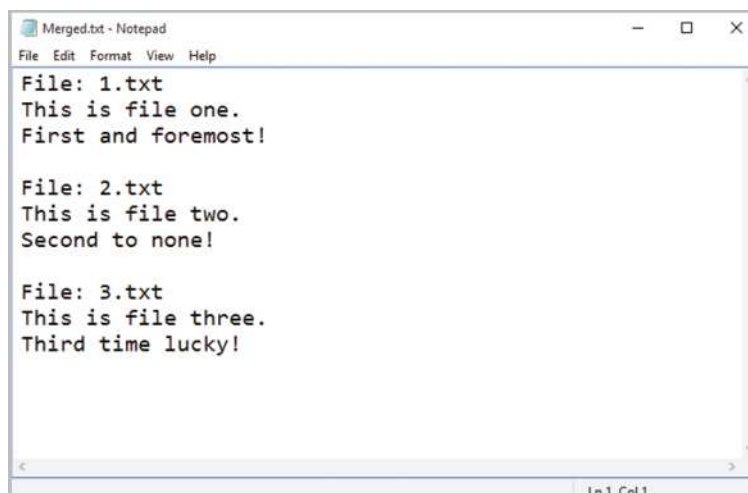 Merged.txt - Notepad
File Edit Format View Help
File: 1.txt
This is file one.
First and foremost!
File: 2.txt
This is file two.
Second to none!
File: 3.txt
This is file three.
Third time lucky!
Ln 1, Col 1